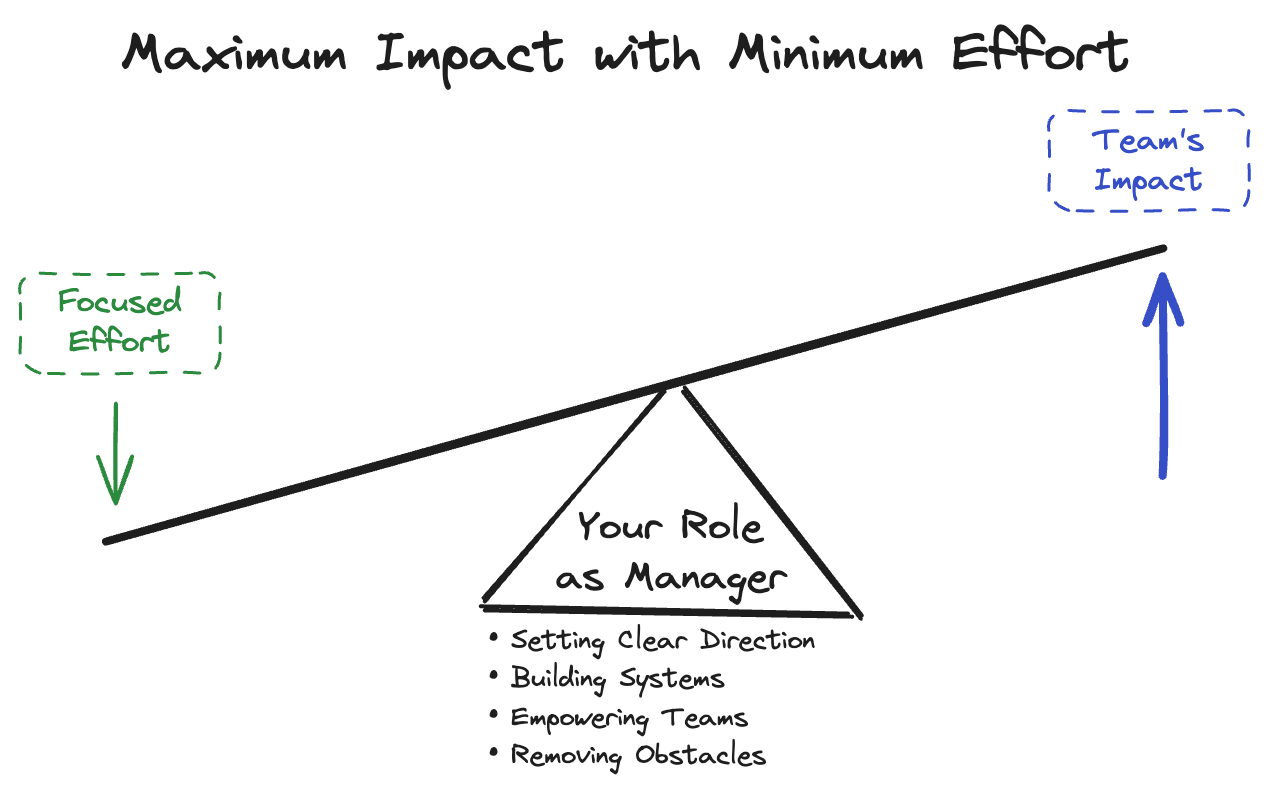 Maximum Impact with Minimum Effort
Team's
Impact
Focused
Effort
Your Role
as Manager
• Setting Clear Direction
• Building Systems
• Empowering Teams
• Removing Obstacles